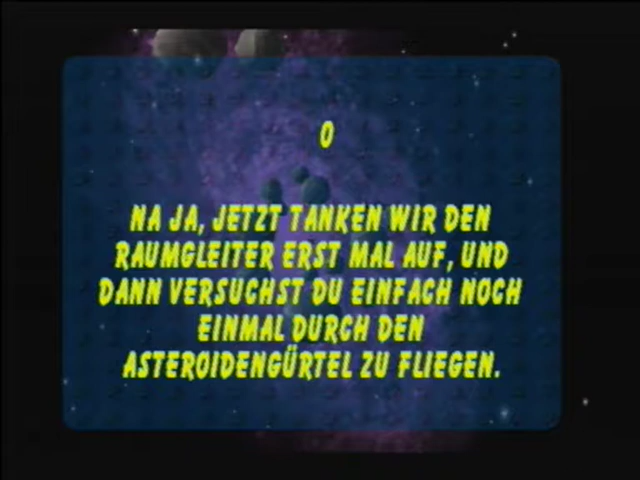 0
NA JA, JETZT TANKEN WIR DEN
RAUMGLEITER ERST MAL AUF, UND
DANN VERSUCHST DU EINFACH NOCH
EINMAL DURCH DEN
ASTEROIDENGÜRTEL ZU FLIEGEN.